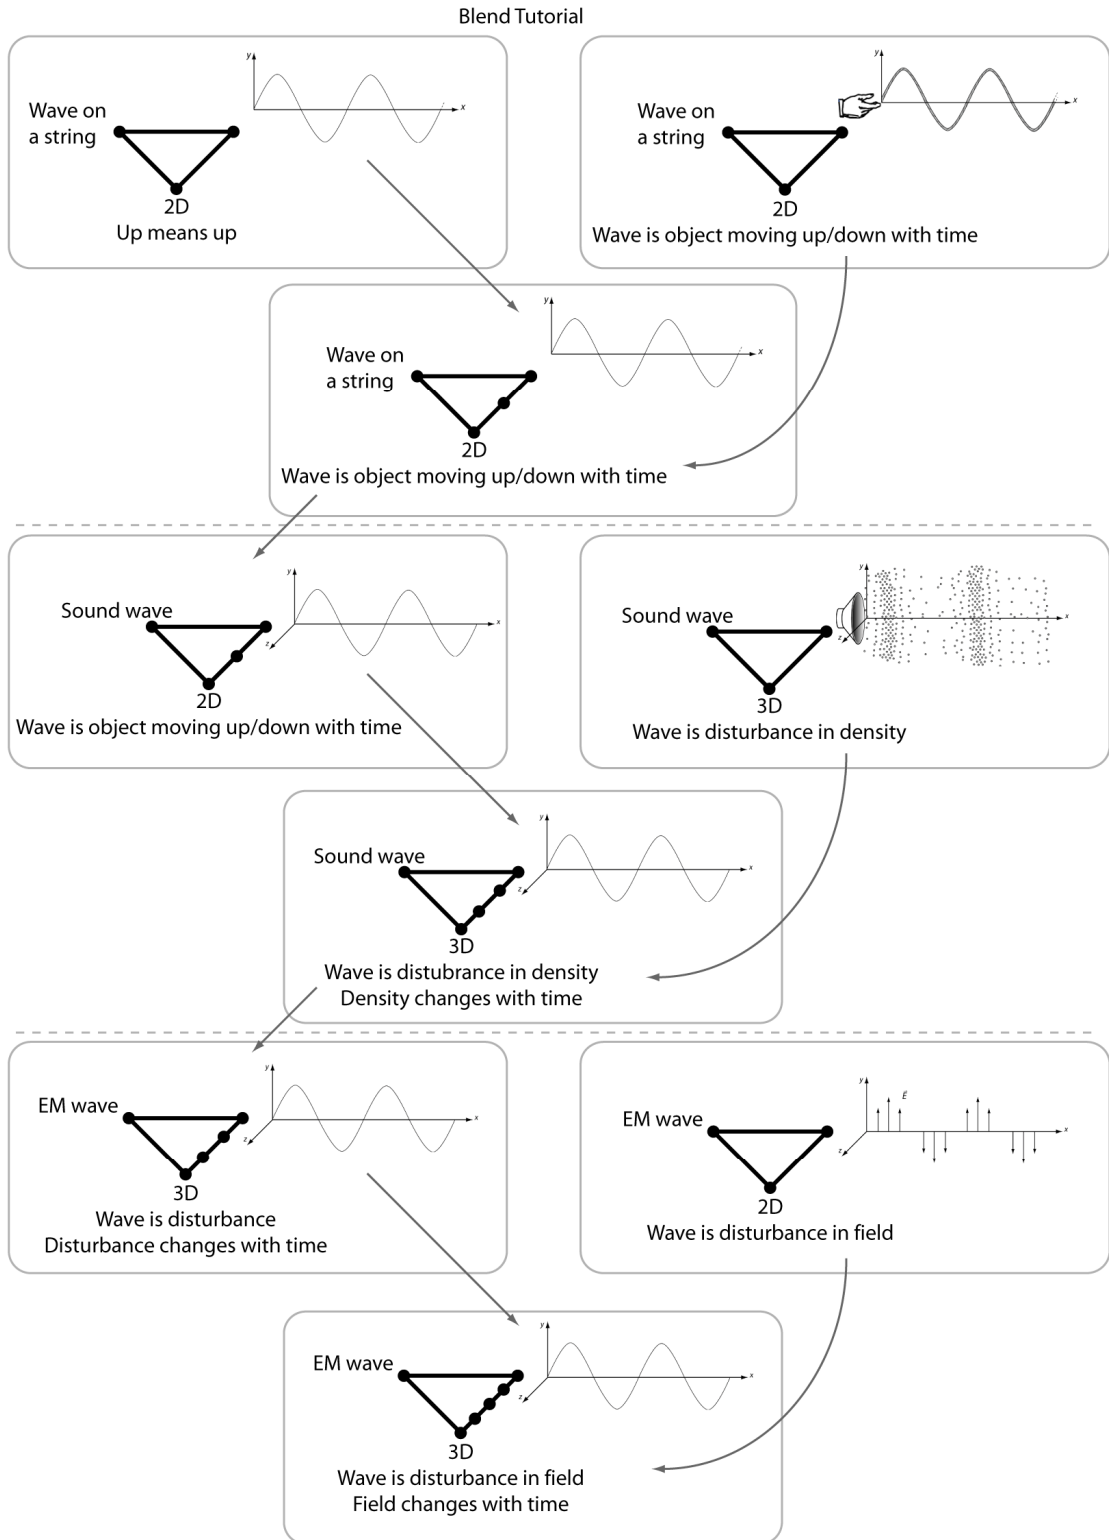 Blend Tutorial
Wave on
a string
y
x
2D
Up means up
Wave on
a string
y
x
2D
Wave is object moving up/down with time
Wave on
a string
y
x
2D
Wave is object moving up/down with time
Sound wave
y
x
z
2D
Wave is object moving up/down with time
Sound wave
y
x
z
3D
Wave is disturbance in density
Sound wave
y
x
z
3D
Wave is distubrance in density
Density changes with time
EM wave
y
x
z
3D
Wave is disturbance
Disturbance changes with time
EM wave
y
E⃗
x
z
2D
Wave is disturbance in field
EM wave
y
x
z
3D
Wave is disturbance in field
Field changes with time